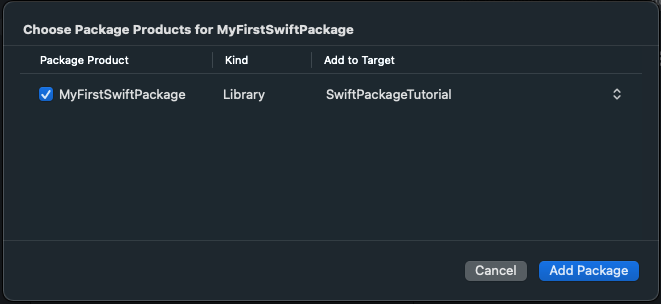 Choose Package Products for MyFirstSwiftPackage
Package Product Kind Add to Target
MyFirstSwiftPackage Library SwiftPackageTutorial
Cancel Add Package